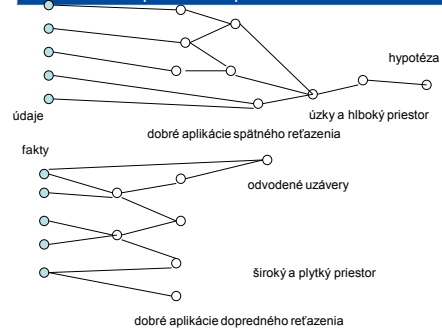 hypotéza
údaje
úzky a hlboký priestor
dobré aplikácie spätného reťazenia
fakty
odvodené uzávery
široký a plytký priestor
dobré aplikácie dopredného reťazenia